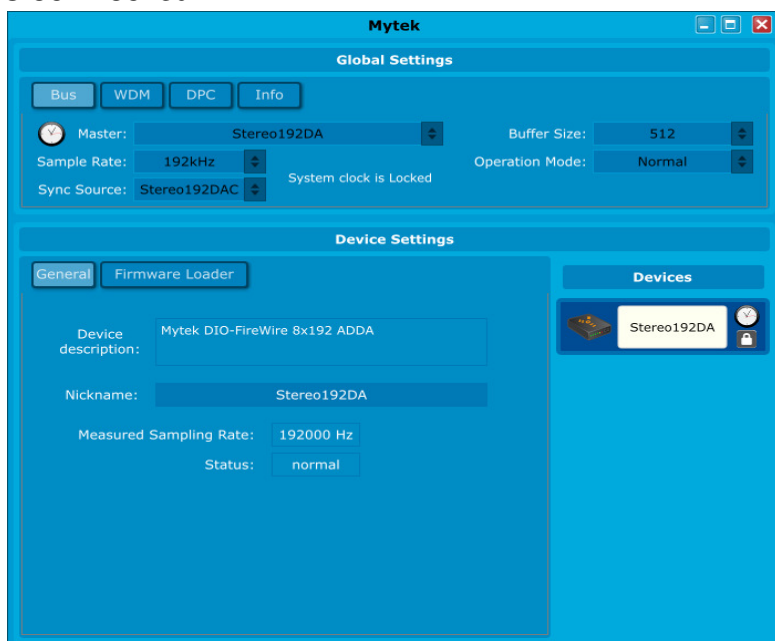 Mytek
Global Settings
Bus WDM DPC Info
Master: Stereo192DA Buffer Size: 512
Sample Rate: 192kHz Operation Mode: Normal
System clock is Locked
Sync Source: Stereo192DAC
Device Settings
General Firmware Loader
Devices
Stereo192DA
Device description: Mytek DIO-FireWire 8x192 ADDA
Nickname: Stereo192DA
Measured Sampling Rate: 192000 Hz
Status: normal